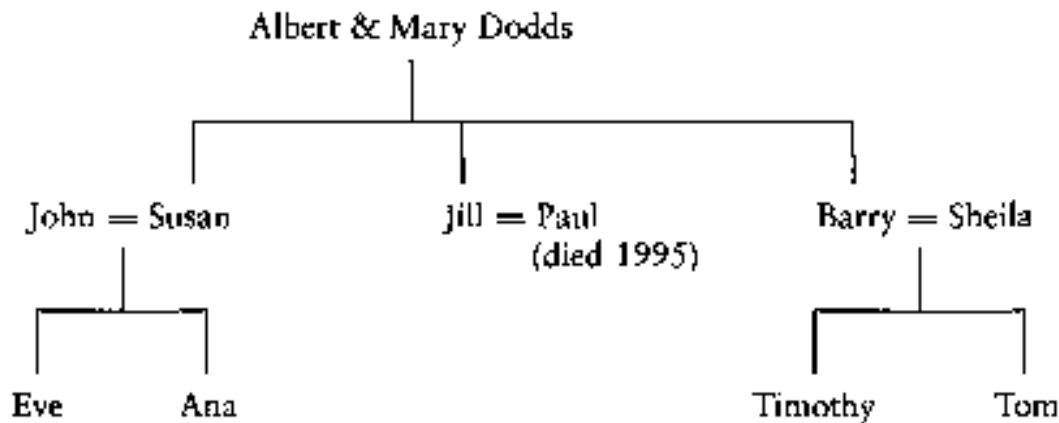 Albert & Mary Dodds
John = Susan jill = Paul Barry = Sheila
(died 1995)
Eve Ana Timothy Tom